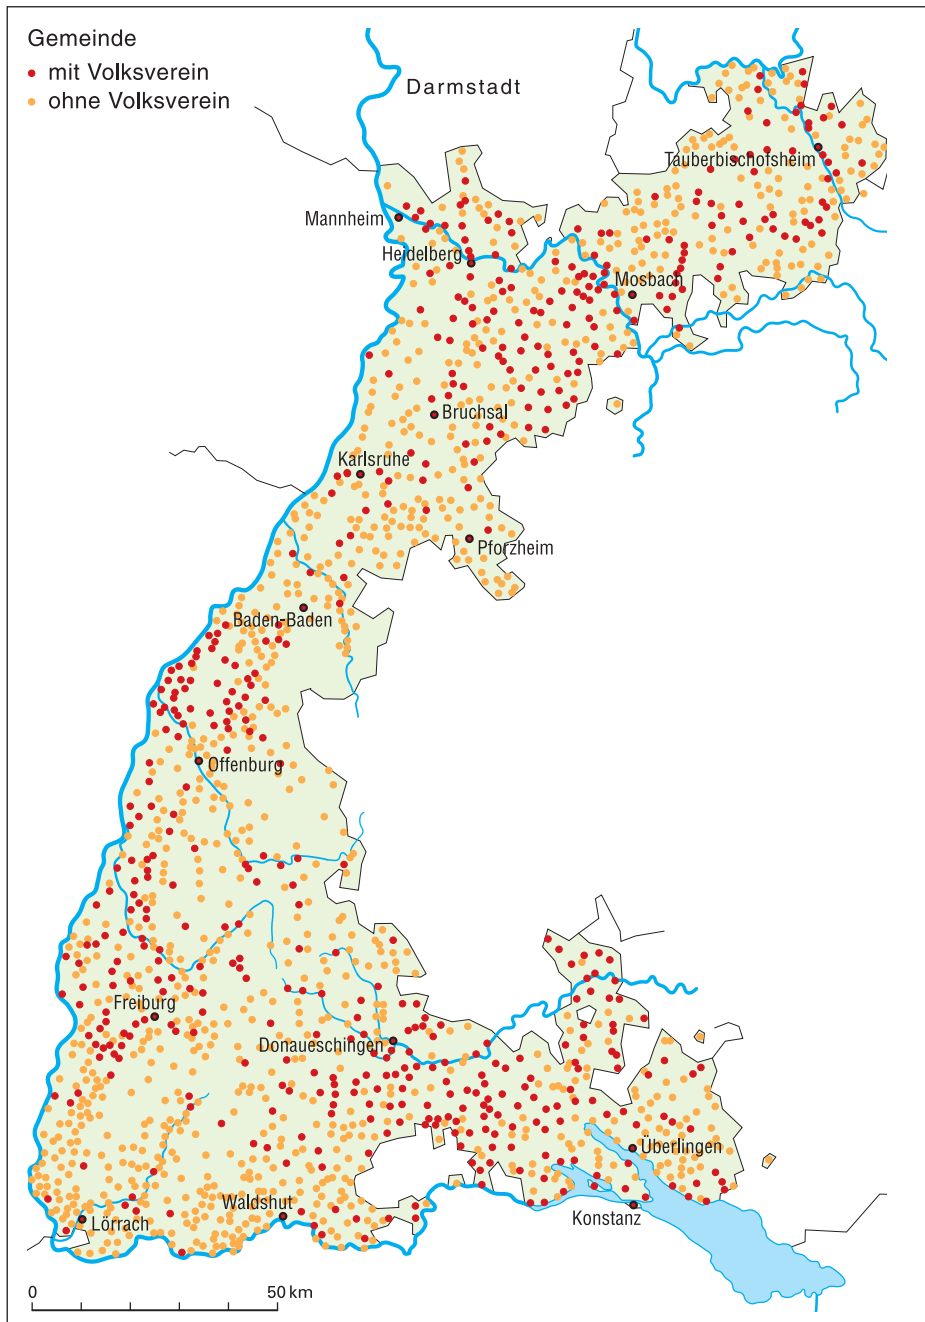 Gemeinde
mit Volksverein
ohne Volksverein
Darmstadt
Tauberbischofsheim
Mannheim
Heidelberg
Mosbach
Bruchsal
Karlsruhe
Pforzheim
Baden-Baden
Offenburg
Freiburg
Donaueschingen
Überlingen
Waldshut
Lörrach
Konstanz
0 50 km